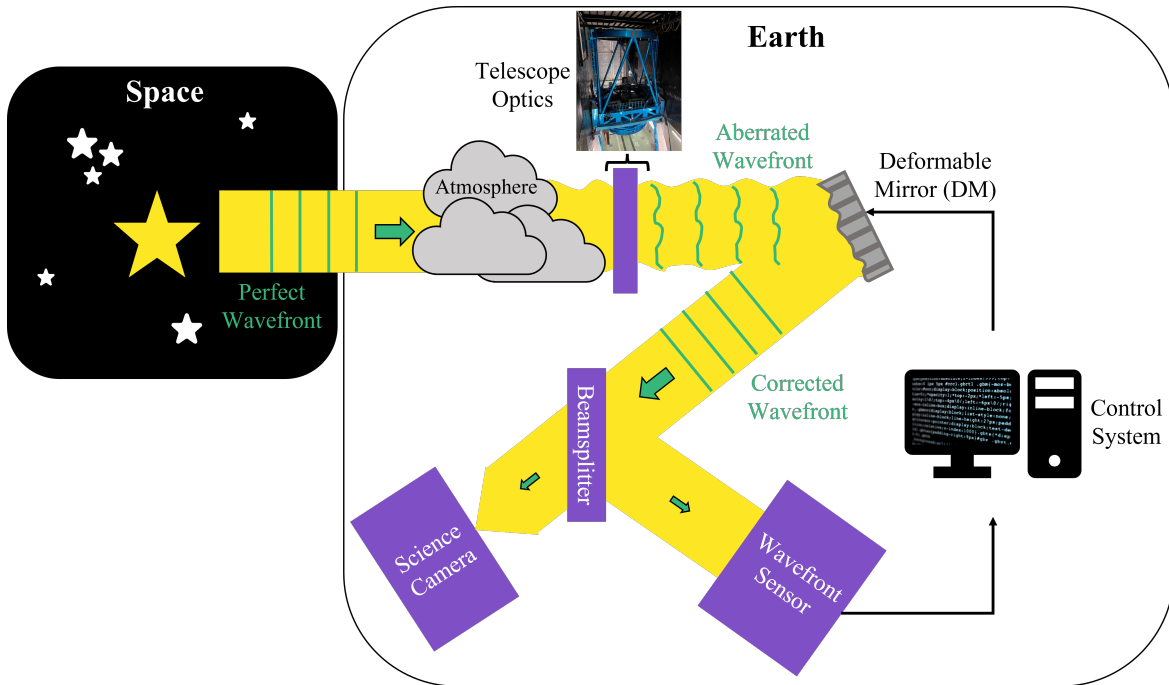 Earth
Space
Telescope
Optics
Aberrated
Wavefront
Deformable
Mirror (DM)
Atmosphere
Perfect
Wavefront
Corrected
Wavefront
Beamsplitter
Control
System
Science
Camera
Wavefront
Sensor